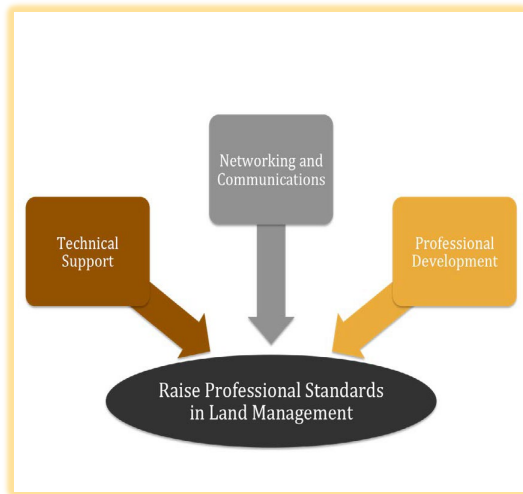 Networking and
Communications
Technical
Support
Professional
Development
Raise Professional Standards
in Land Management